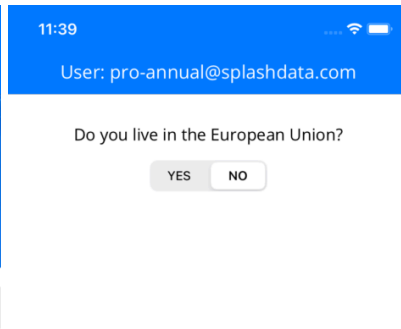 11:39
User: pro-annual@splashdata.com
Do you live in the European Union?
YES NO